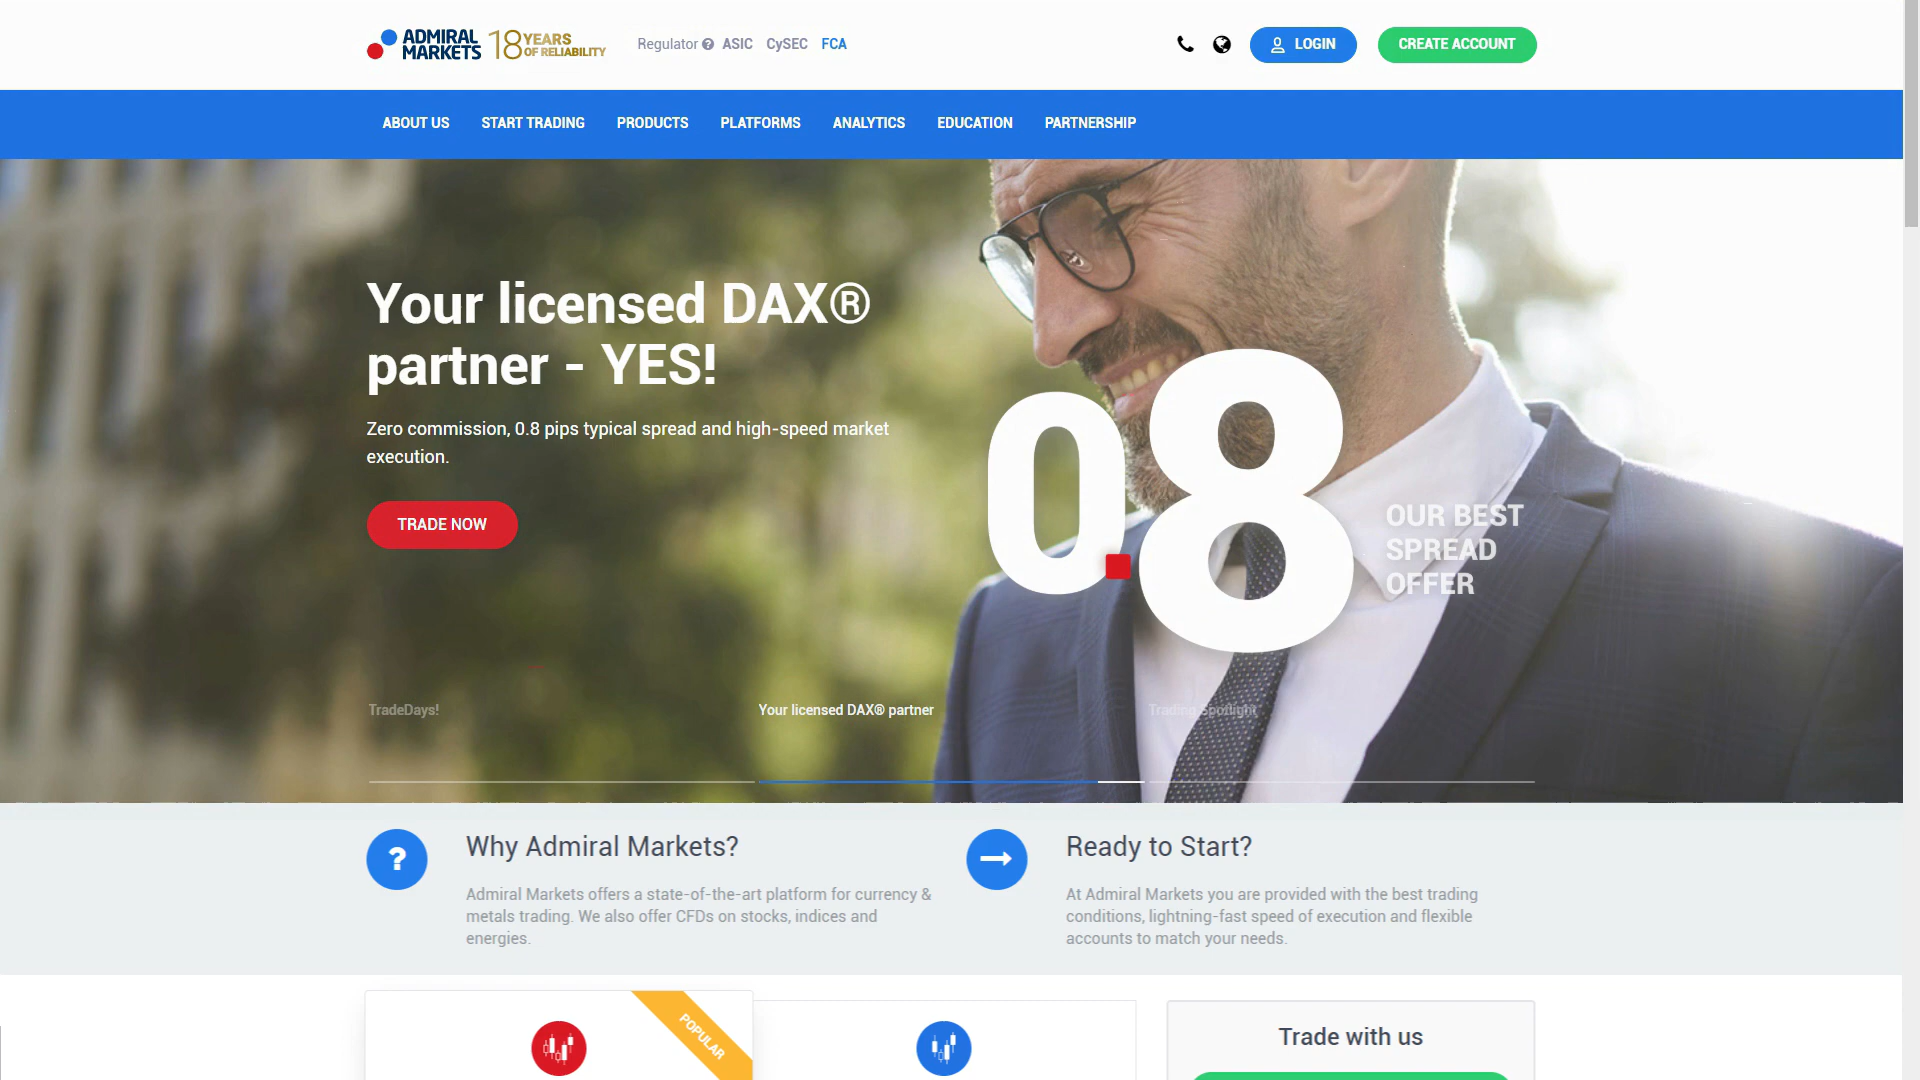 ADMIRAL
MARKETS
18 YEARS
OF RELIABILITY
Regulator ? ASIC CySEC FCA
LOGIN
CREATE ACCOUNT
ABOUT US START TRADING PRODUCTS PLATFORMS ANALYTICS EDUCATION PARTNERSHIP
Your licensed DAX®
partner - YES!
Zero commission, 0.8 pips typical spread and high-speed market
execution.
TRADE NOW
0.8
OUR BEST
SPREAD
OFFER
TradeDays!
Your licensed DAX® partner
Trading Spotlight
?
Why Admiral Markets?
Admiral Markets offers a state-of-the-art platform for currency &
metals trading. We also offer CFDs on stocks, indices and
energies.
Ready to Start?
At Admiral Markets you are provided with the best trading
conditions, lightning-fast speed of execution and flexible
accounts to match your needs.
POPULAR
Trade with us